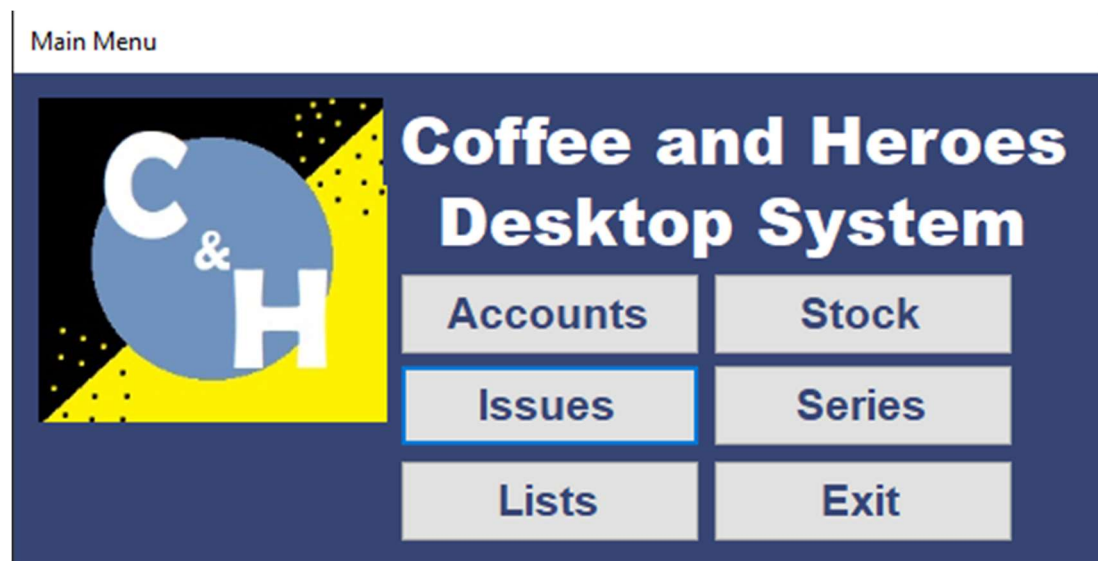 Main Menu
C
&
H
Coffee and Heroes
Desktop System
Accounts
Stock
Issues
Series
Lists
Exit